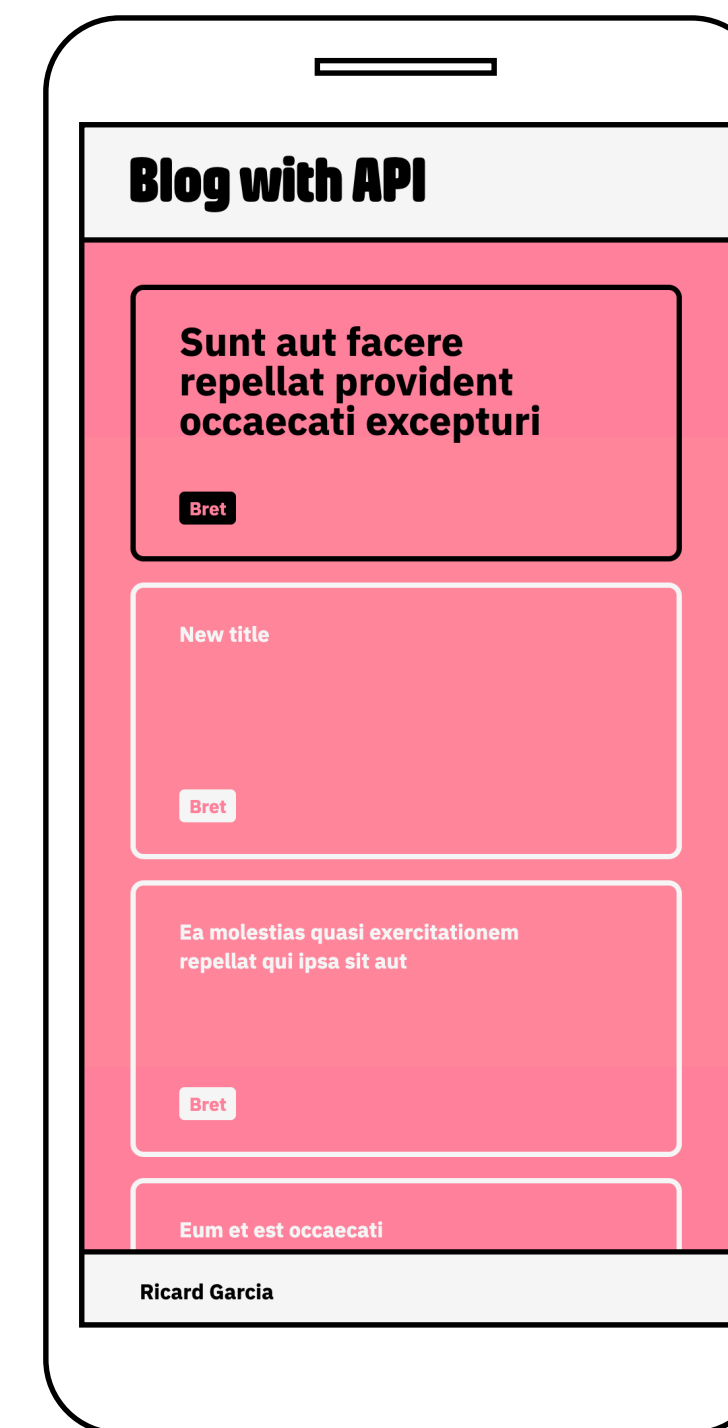 Blog with API
Sunt aut facere
repellat provident
occaecati excepturi
Bret
New title
Bret
Ea molestias quasi exercitationem
repellat qui ipsa sit aut
Bret
Eum et est occaecati
Ricard Garcia